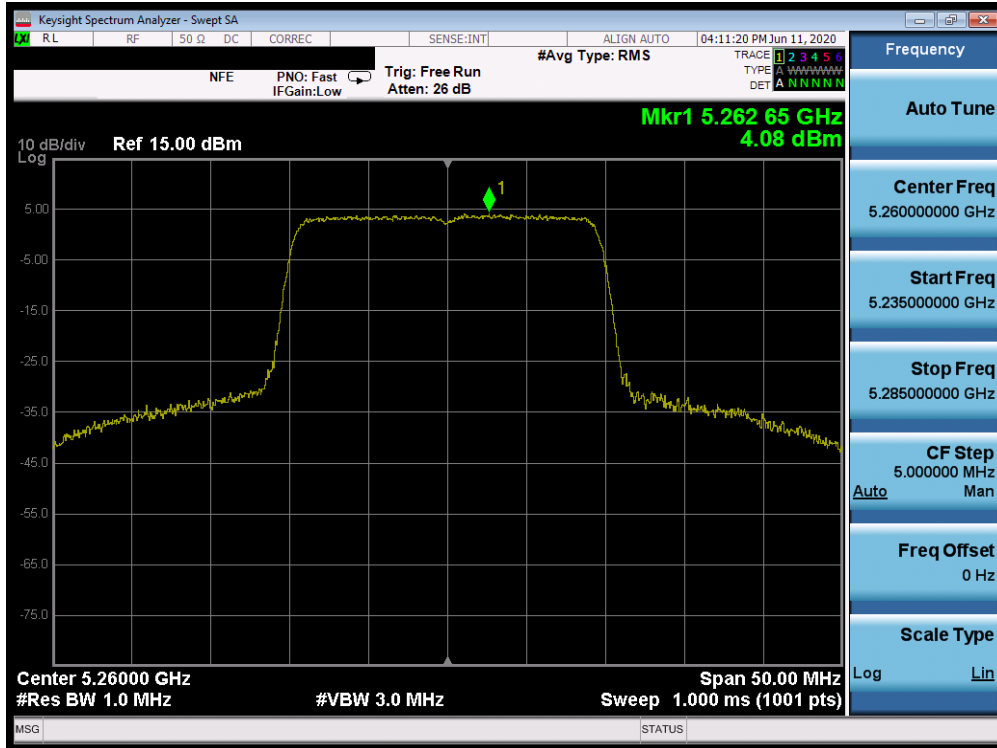 Keysight Spectrum Analyzer - Swept SA
LXI RL RF 50 Ω DC CORREC SENSE:INT ALIGN AUTO 04:11:20 PM Jun 11, 2020
#Avg Type: RMS TRACE 1 2 3 4 5 6
NFE PNO: Fast Trig: Free Run TYPE A WWWWW
IFGain:Low Atten: 26 dB DET A N N N N N
Mkr1 5.262 65 GHz
4.08 dBm
10 dB/div Ref 15.00 dBm
Log
1
5.00
-5.00
-15.0
-25.0
-35.0
-45.0
-55.0
-65.0
-75.0
Center 5.26000 GHz Span 50.00 MHz
#Res BW 1.0 MHz #VBW 3.0 MHz Sweep 1.000 ms (1001 pts)
MSG STATUS
Frequency
Auto Tune
Center Freq
5.260000000 GHz
Start Freq
5.235000000 GHz
Stop Freq
5.285000000 GHz
CF Step
5.000000 MHz
Auto Man
Freq Offset
0 Hz
Scale Type
Log Lin